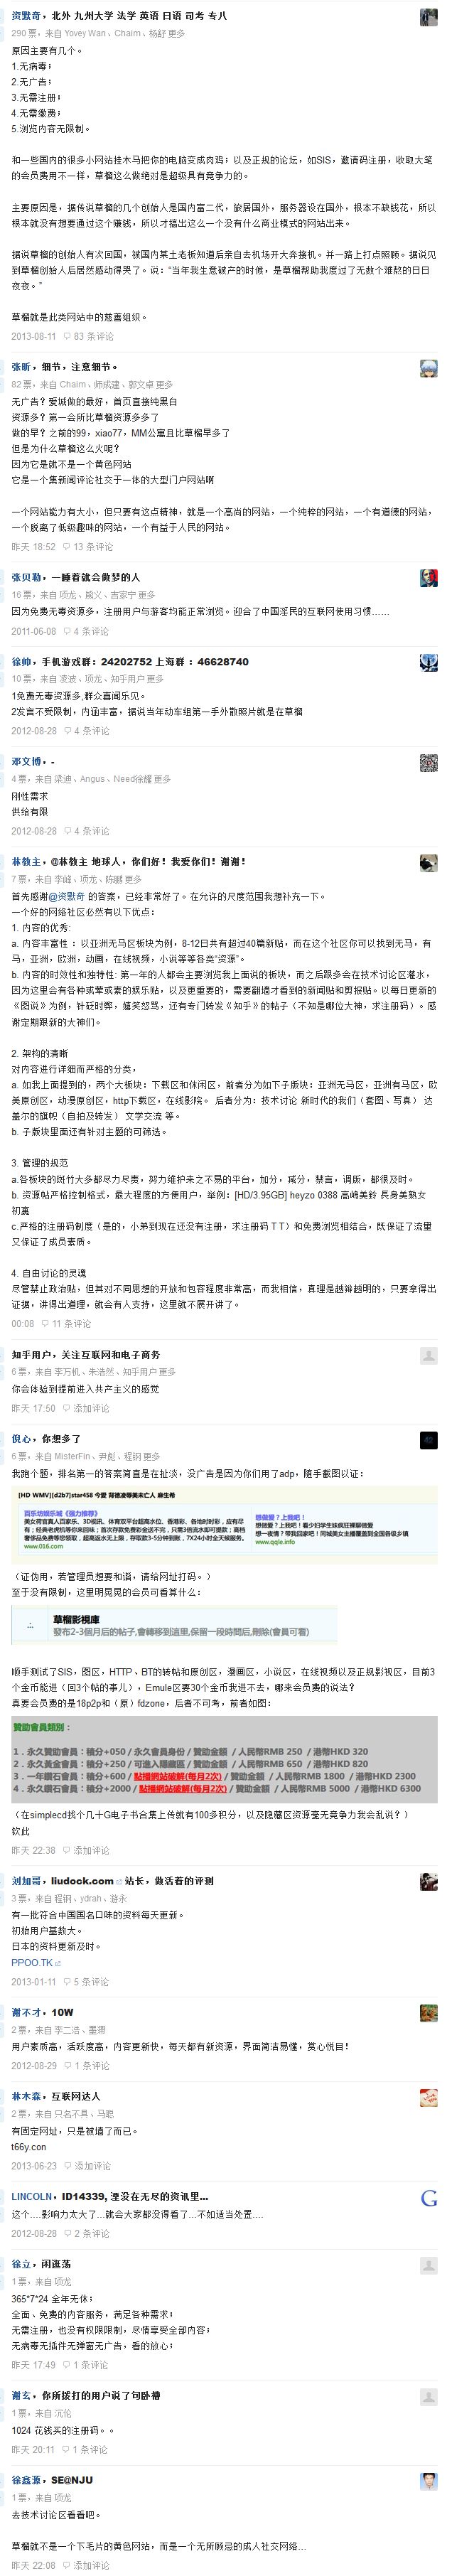 资默奇，北外 九州大学 法学 英语 日语 司考 专八
290 票，来自 Yovey Wan、Chaim、杨舒 更多
原因主要有几个。
1.无病毒；
2.无广告；
3.无需注册；
4.无需缴费；
5.浏览内容无限制。
和一些国内的很多小网站挂木马把你的电脑变成肉鸡；以及正规的论坛，如SIS，邀请码注册，收取大笔
的会员费用不一样，草榴这么做绝对是超级具有竞争力的。
主要原因是，据传说草榴的几个创始人是国内富二代，旅居国外，服务器设在国外，根本不缺钱花，所以
根本就没有想要通过这个赚钱，所以才搞出这么一个没有什么商业模式的网站出来。
据说草榴的创始人有次回国，被国内某土老板知道后亲自去机场开大奔接机。并一路上打点照顾。据说见
到草榴创始人后居然感动得哭了。说：“当年我生意破产的时候，是草榴帮助我度过了无数个难熬的日日
夜夜。”
草榴就是此类网站中的慈善组织。
2013-08-11 83 条评论
张昕，细节，注意细节。
82 票，来自 Chaim、师成建、郭文卓 更多
无广告？爱城做的最好，首页直接纯黑白
资源多？第一会所比草榴资源多多了
做的早？之前的99，xiao77，MM公寓且比草榴早多了
但是为什么草榴这么火呢？
因为它是就不是一个黄色网站
它是一个集新闻评论社交于一体的大型门户网站啊
一个网站能力有大小，但只要有这点精神，就是一个高尚的网站，一个纯粹的网站，一个有道德的网站，
一个脱离了低级趣味的网站，一个有益于人民的网站。
昨天 18:52 13 条评论
张贝勒，一睡着就会做梦的人
16 票，来自 项龙、熊义、吉家宁 更多
因为免费无毒资源多，注册用户与游客均能正常浏览。迎合了中国淫民的互联网使用习惯……
2011-06-08 4 条评论
徐帅，手机游戏群：24202752 上海群 ：46628740
10 票，来自 凌波、项龙、知乎用户 更多
1免费无毒资源多,群众喜闻乐见。
2发言不受限制，内涵丰富，据说当年动车组第一手外散照片就是在草榴
2012-08-28 4 条评论
邓文博，-
4 票，来自 梁迪、Angus、Need徐耀 更多
刚性需求
供给有限
2012-08-28 4 条评论
林教主，@林教主 地球人，你们好！我爱你们！谢谢！
7 票，来自 李峰、项龙、陈飚 更多
首先感谢@资默奇 的答案，已经非常好了。在允许的尺度范围我想补充一下。
一个好的网络社区必然有以下优点：
1. 内容的优秀:
a. 内容丰富性 ：以亚洲无马区板块为例，8-12日共有超过40篇新贴，而在这个社区你可以找到无马，有
马，亚洲，欧洲，动画，在线视频，小说等等各类“资源”。
b. 内容的时效性和独特性: 第一年的人都会主要浏览我上面说的板块，而之后跟多会在技术讨论区灌水，
因为这里会有各种或荤或素的娱乐贴，以及更重要的，需要翻墙才看到的新闻贴和剪报贴。以每日更新的
《图说》为例，针砭时弊，嬉笑怒骂，还有专门转发《知乎》的帖子（不知是哪位大神，求注册码）。感
谢定期跟新的大神们。
2. 架构的清晰
对内容进行详细而严格的分类，
a. 如我上面提到的，两个大板块：下载区和休闲区，前者分为如下子版块：亚洲无马区，亚洲有马区，欧
美原创区，动漫原创区，http下载区，在线影院。 后者分为：技术讨论 新时代的我们（套图、写真） 达
盖尔的旗帜（自拍及转发） 文学交流 等。
b. 子版块里面还有针对主题的可筛选。
3. 管理的规范
a.各板块的斑竹大多都尽力尽责，努力维护来之不易的平台，加分，减分，禁言，调版，都很及时。
b. 资源帖严格控制格式，最大程度的方便用户，举例：[HD/3.95GB] heyzo 0388 高嶋美鈴 長身美熟女
初裏
c.严格的注册码制度（是的，小弟到现在还没有注册，求注册码ＴＴ）和免费浏览相结合，既保证了流里
又保证了成员素质。
4. 自由讨论的灵魂
尽管禁止政治贴，但其对不同思想的开放和包容程度非常高，而我相信，真理是越辩越明的，只要拿得出
证据，讲得出道理，就会有人支持，这里就不展开讲了。
00:08 11 条评论
知乎用户，关注互联网和电子商务
6 票，来自 李万机、朱浩然、知乎用户 更多
你会体验到提前进入共产主义的感觉
昨天 17:50 添加评论
倪心，你想多了
6 票，来自 MisterFin、尹彪、程钢 更多
我跑个题，排名第一的答案简直是在扯淡，没广告是因为你们用了adp，随手截图以证：
[HD WMV][d2b7]star458 今愛 背徳凌辱美未亡人 麻生希
百乐坊娱乐城《强力推荐》
美女荷官真人百家乐、3D视讯、体育双平台超高水位、香港彩、各地时时彩，应有尽
有；经典老虎机等你来回味；首次存款免费彩金送不完，只需3倍流水即可提款；高档
奢侈品免费等您领取，超高返水无上限，存取款3-5分钟到账，7X24小时全天候服务。
www.016.com
想做爱？上我吧！
想做爱？上我吧！看少妇学生妹疯狂裸聊做爱
想一夜情？带我回家吧！同城美女主播覆盖到全国各级乡镇
www.qqle.info
（证伪用，若管理员想要和谐，请给网址打码。）
至于没有限制，这里明晃晃的会员可看算什么：
草榴影視庫
發布2-3個月后的帖子,會轉移到這里,保留一段時間后,刪除(會員可看)
顺手测试了SIS，图区，HTTP、BT的转帖和原创区，漫画区，小说区，在线视频以及正规影视区，目前3
个金币能进（回3个帖的事儿），Emule区要30个金币我进不去，哪来会员费的说法？
真要会员费的是18p2p和（原）fdzone，后者不可考，前者如图：
贊助會員類別：
1．永久贊助會員：積分+050 / 永久會員身份 / 贊助金額 / 人民幣RMB 250 / 港幣HKD 320
2．永久黃金會員：積分+250 / 可進入隱藏區 / 贊助金額 / 人民幣RMB 650 / 港幣HKD 820
3．一年鑽石會員：積分+600 / 點播網站破解(每月2次) / 贊助金額 / 人民幣RMB 1800 / 港幣HKD 2300
4．永久鑽石會員：積分+2000 / 點播網站破解(每月2次) / 贊助金額 / 人民幣RMB 5000 / 港幣HKD 6300
（在simplecd找个几十G电子书合集上传就有100多积分，以及隐藏区资源毫无竞争力我会乱说？）
钦此
昨天 22:38 添加评论
刘加哥，liudock.com 站长，做活着的评测
3 票，来自 程钢、ydrah、游永
有一批符合中国国名口味的资料每天更新。
初始用户基数大。
日本的资料更新及时。
PPOO.TK
2013-01-11 5 条评论
谢不才，10W
2 票，来自 李二浩、墨霈
用户素质高，活跃度高，内容更新快，每天都有新资源，界面简洁易懂，赏心悦目！
2012-08-29 1 条评论
林木森，互联网达人
2 票，来自 只名不具、马聪
有固定网址，只是被墙了而已。
t66y.con
2013-06-23 添加评论
LINCOLN，ID14339, 湮没在无尽的资讯里...
这个....影响力太大了...就会大家都没得看了...不如适当处置....
2012-08-28 2 条评论
徐立，闲逛荡
1 票，来自 项龙
365*7*24 全年无休；
全面、免费的内容服务，满足各种需求；
无需注册，也没有权限限制，尽情享受全部内容；
无病毒无插件无弹窗无广告，看的放心；
昨天 17:49 1 条评论
谢玄，你所拨打的用户说了句卧槽
1 票，来自 沉伦
1024 花钱买的注册码。。
昨天 20:11 1 条评论
徐鑫源，SE@NJU
1 票，来自 项龙
去技术讨论区看看吧。
草榴就不是一个下毛片的黄色网站，而是一个无所顾忌的成人社交网络...
昨天 22:08 添加评论